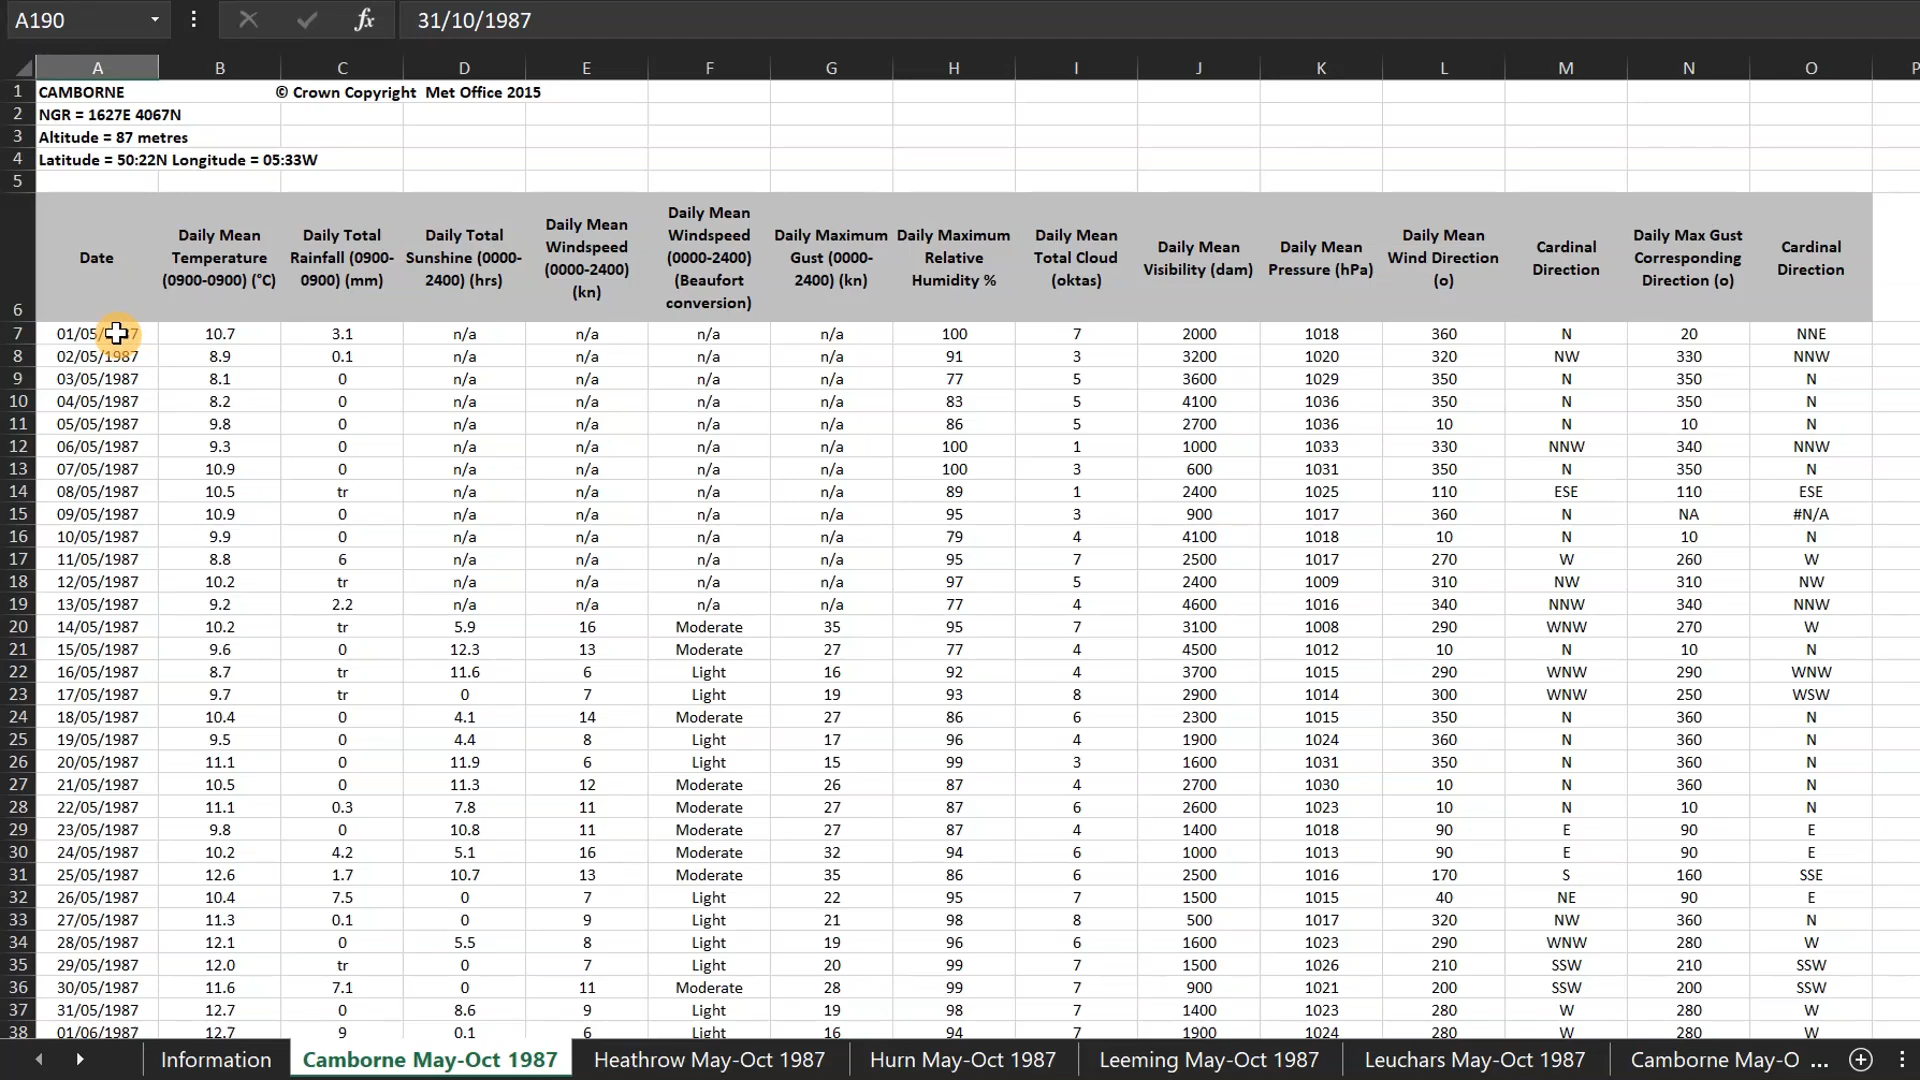 A190 fx 31/10/1987
A B C D E F G H I J K L M N O P
1 CAMBORNE © Crown Copyright Met Office 2015
2 NGR = 1627E 4067N
3 Altitude = 87 metres
4 Latitude = 50:22N Longitude = 05:33W
5
6 Date Daily Mean Temperature (0900-0900) (°C) Daily Total Rainfall (0900-0900) (mm) Daily Total Sunshine (0000-2400) (hrs) Daily Mean Windspeed (0000-2400) (kn) Daily Mean Windspeed (0000-2400) (Beaufort conversion) Daily Maximum Gust (0000-2400) (kn) Daily Maximum Relative Humidity % Daily Mean Total Cloud (oktas) Daily Mean Visibility (dam) Daily Mean Pressure (hPa) Daily Mean Wind Direction (o) Cardinal Direction Daily Max Gust Corresponding Direction (o) Cardinal Direction
7 01/05/1987 10.7 3.1 n/a n/a n/a n/a 100 7 2000 1018 360 N 20 NNE
8 02/05/1987 8.9 0.1 n/a n/a n/a n/a 91 3 3200 1020 320 NW 330 NNW
9 03/05/1987 8.1 0 n/a n/a n/a n/a 77 5 3600 1029 350 N 350 N
10 04/05/1987 8.2 0 n/a n/a n/a n/a 83 5 4100 1036 350 N 350 N
11 05/05/1987 9.8 0 n/a n/a n/a n/a 86 5 2700 1036 10 N 10 N
12 06/05/1987 9.3 0 n/a n/a n/a n/a 100 1 1000 1033 330 NNW 340 NNW
13 07/05/1987 10.9 0 n/a n/a n/a n/a 100 3 600 1031 350 N 350 N
14 08/05/1987 10.5 tr n/a n/a n/a n/a 89 1 2400 1025 110 ESE 110 ESE
15 09/05/1987 10.9 0 n/a n/a n/a n/a 95 3 900 1017 360 N NA #N/A
16 10/05/1987 9.9 0 n/a n/a n/a n/a 79 4 4100 1018 10 N 10 N
17 11/05/1987 8.8 6 n/a n/a n/a n/a 95 7 2500 1017 270 W 260 W
18 12/05/1987 10.2 tr n/a n/a n/a n/a 97 5 2400 1009 310 NW 310 NW
19 13/05/1987 9.2 2.2 n/a n/a n/a n/a 77 4 4600 1016 340 NNW 340 NNW
20 14/05/1987 10.2 tr 5.9 16 Moderate 35 95 7 3100 1008 290 WNW 270 W
21 15/05/1987 9.6 0 12.3 13 Moderate 27 77 4 4500 1012 10 N 10 N
22 16/05/1987 8.7 tr 11.6 6 Light 16 92 4 3700 1015 290 WNW 290 WNW
23 17/05/1987 9.7 tr 0 7 Light 19 93 8 2900 1014 300 WNW 250 WSW
24 18/05/1987 10.4 0 4.1 14 Moderate 27 86 6 2300 1015 350 N 360 N
25 19/05/1987 9.5 0 4.4 8 Light 17 96 4 1900 1024 360 N 360 N
26 20/05/1987 11.1 0 11.9 6 Light 15 99 3 1600 1031 350 N 360 N
27 21/05/1987 10.5 0 11.3 12 Moderate 26 87 4 2700 1030 10 N 360 N
28 22/05/1987 11.1 0.3 7.8 11 Moderate 27 87 6 2600 1023 10 N 10 N
29 23/05/1987 9.8 0 10.8 11 Moderate 27 87 4 1400 1018 90 E 90 E
30 24/05/1987 10.2 4.2 5.1 16 Moderate 32 94 6 1000 1013 90 E 90 E
31 25/05/1987 12.6 1.7 10.7 13 Moderate 35 86 6 2500 1016 170 S 160 SSE
32 26/05/1987 10.4 7.5 0 7 Light 22 95 7 1500 1015 40 NE 90 E
33 27/05/1987 11.3 0.1 0 9 Light 21 98 8 500 1017 320 NW 360 N
34 28/05/1987 12.1 0 5.5 8 Light 19 96 6 1600 1023 290 WNW 280 W
35 29/05/1987 12.0 tr 0 7 Light 20 99 7 1500 1026 210 SSW 210 SSW
36 30/05/1987 11.6 7.1 0 11 Moderate 28 99 7 900 1021 200 SSW 200 SSW
37 31/05/1987 12.7 0 8.6 9 Light 19 98 7 1400 1023 280 W 280 W
38 01/06/1987 12.7 9 0.1 6 Light 16 94 7 1900 1024 280 W 280 W
Information Camborne May-Oct 1987 Heathrow May-Oct 1987 Hurn May-Oct 1987 Leeming May-Oct 1987 Leuchars May-Oct 1987 Camborne May-O ...